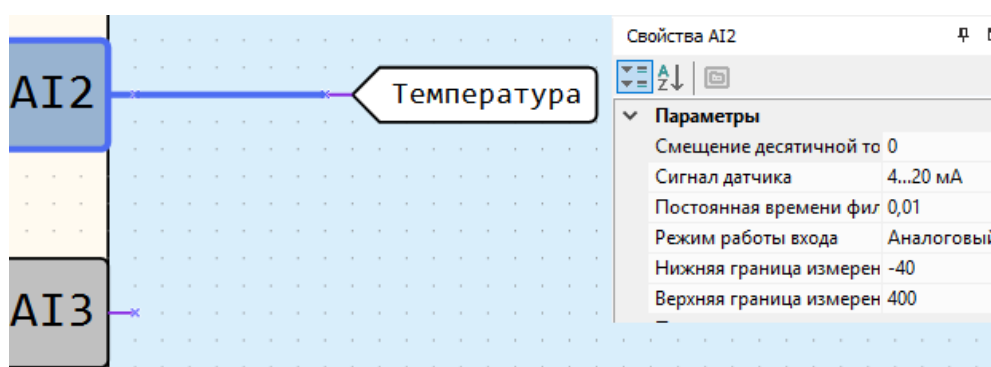 AI2
Температура
AI3
Свойства AI2
Параметры
Смещение десятичной то 0
Сигнал датчика 4...20 мА
Постоянная времени фил 0,01
Режим работы входа Аналоговый
Нижняя граница измерен -40
Верхняя граница измерен 400